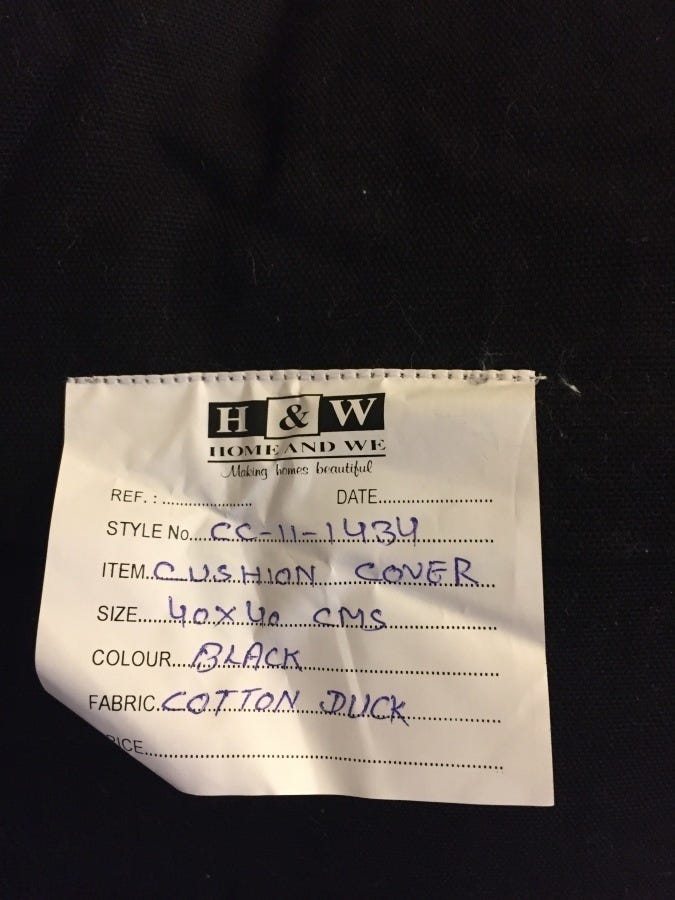 H & W
HOME AND WE
Making homes beautiful
REF. : .................... DATE........................
STYLE No....CC-11-1434................
ITEM..CUSHION COVER
SIZE......40X40 CMS......................
COLOUR...BLACK..............................
FABRIC.COTTON DUCK................
RICE..................................................................